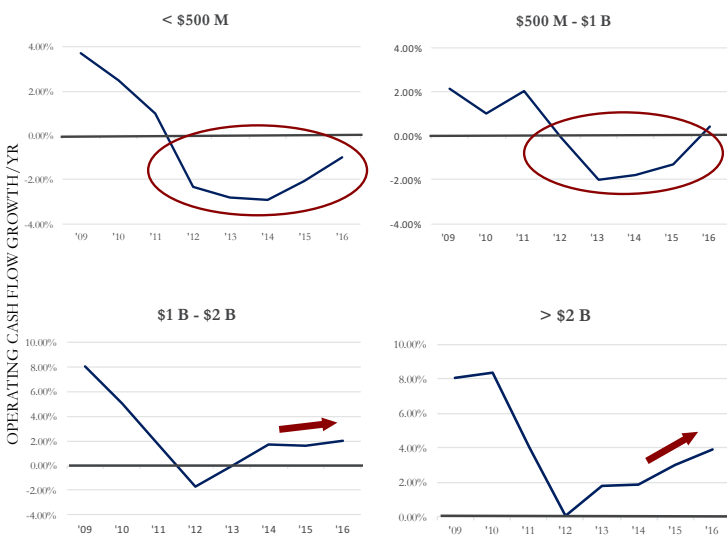 OPERATING CASH FLOW GROWTH/YR
< $500 M
4.00%
2.00%
0.00%
-2.00%
-4.00%
'09 '10 '11 '12 '13 '14 '15 '16
$500 M - $1 B
4.00%
2.00%
0.00%
-2.00%
-4.00%
'09 '10 '11 '12 '13 '14 '15 '16
$1 B - $2 B
10.00%
8.00%
6.00%
4.00%
2.00%
0.00%
-2.00%
-4.00%
'09 '10 '11 '12 '13 '14 '15 '16
> $2 B
10.00%
8.00%
6.00%
4.00%
2.00%
0.00%
'09 '10 '11 '12 '13 '14 '15 '16